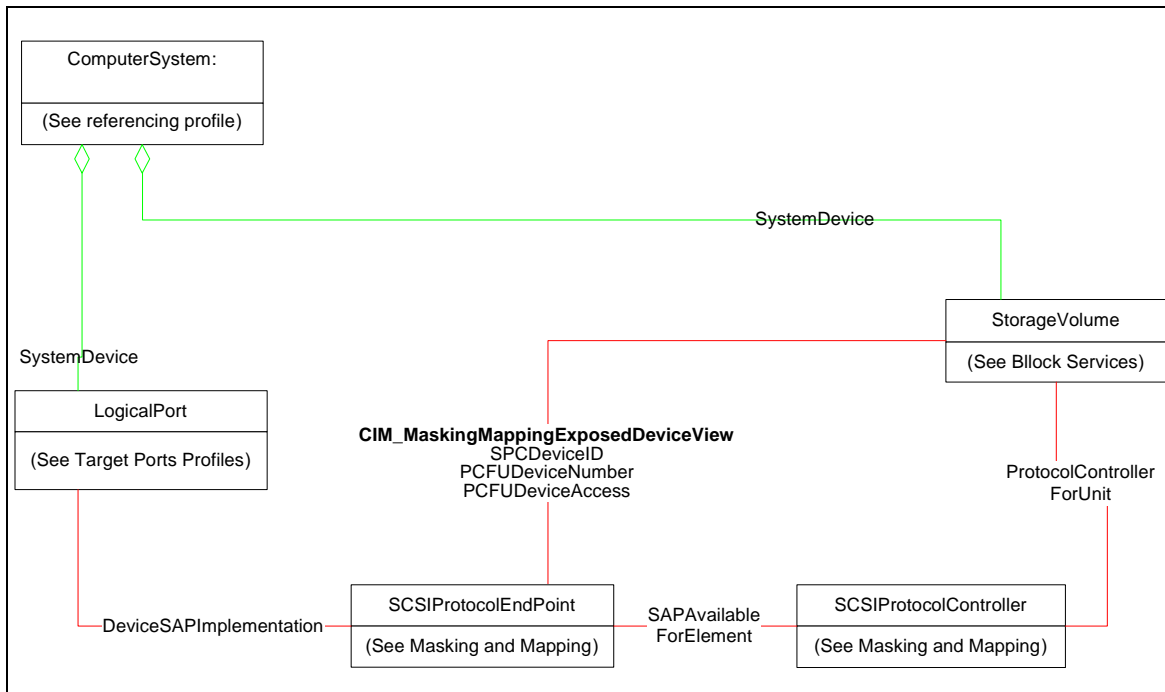 ComputerSystem:
(See referencing profile)
SystemDevice
StorageVolume
(See Bllock Services)
SystemDevice
LogicalPort
(See Target Ports Profiles)
CIM_MaskingMappingExposedDeviceView
SPCDeviceID
PCFUDeviceNumber
PCFUDeviceAccess
ProtocolController
ForUnit
SCSIProtocolEndPoint
(See Masking and Mapping)
DeviceSAPImplementation
SAPAvailable
ForElement
SCSIProtocolController
(See Masking and Mapping)